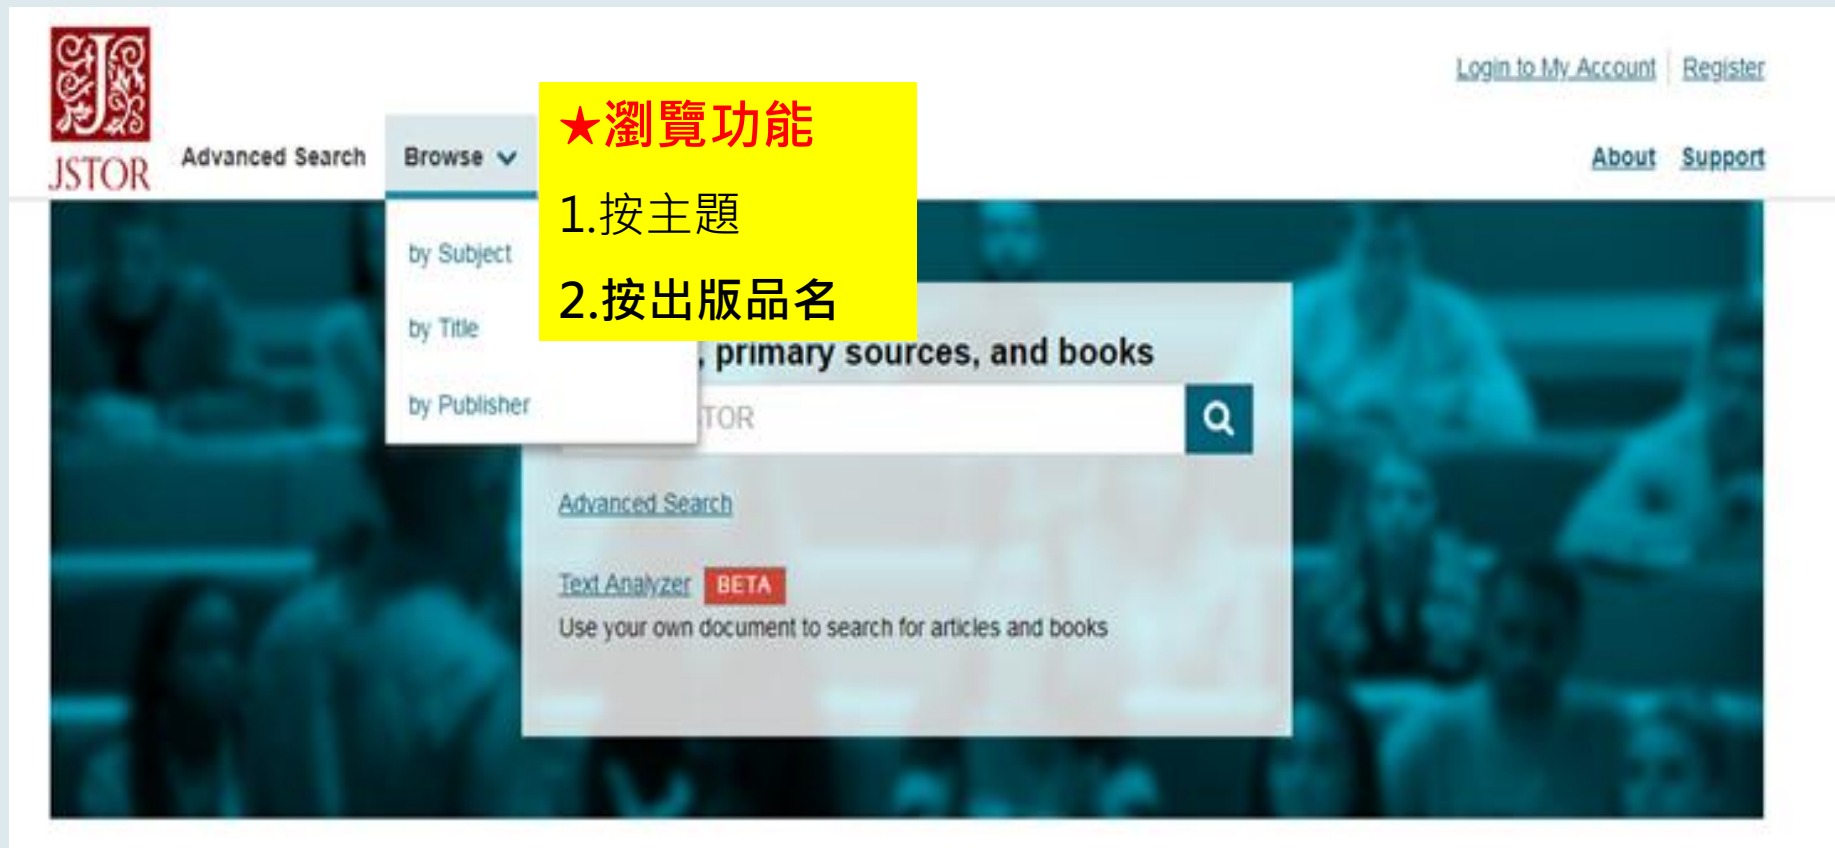 Login to My Account
Register
JSTOR
Advanced Search
Browse
About
Support
★瀏覽功能
1.按主題
2.按出版品名
by Subject
by Title
by Publisher
, primary sources, and books
TOR
Advanced Search
Text Analyzer BETA
Use your own document to search for articles and books